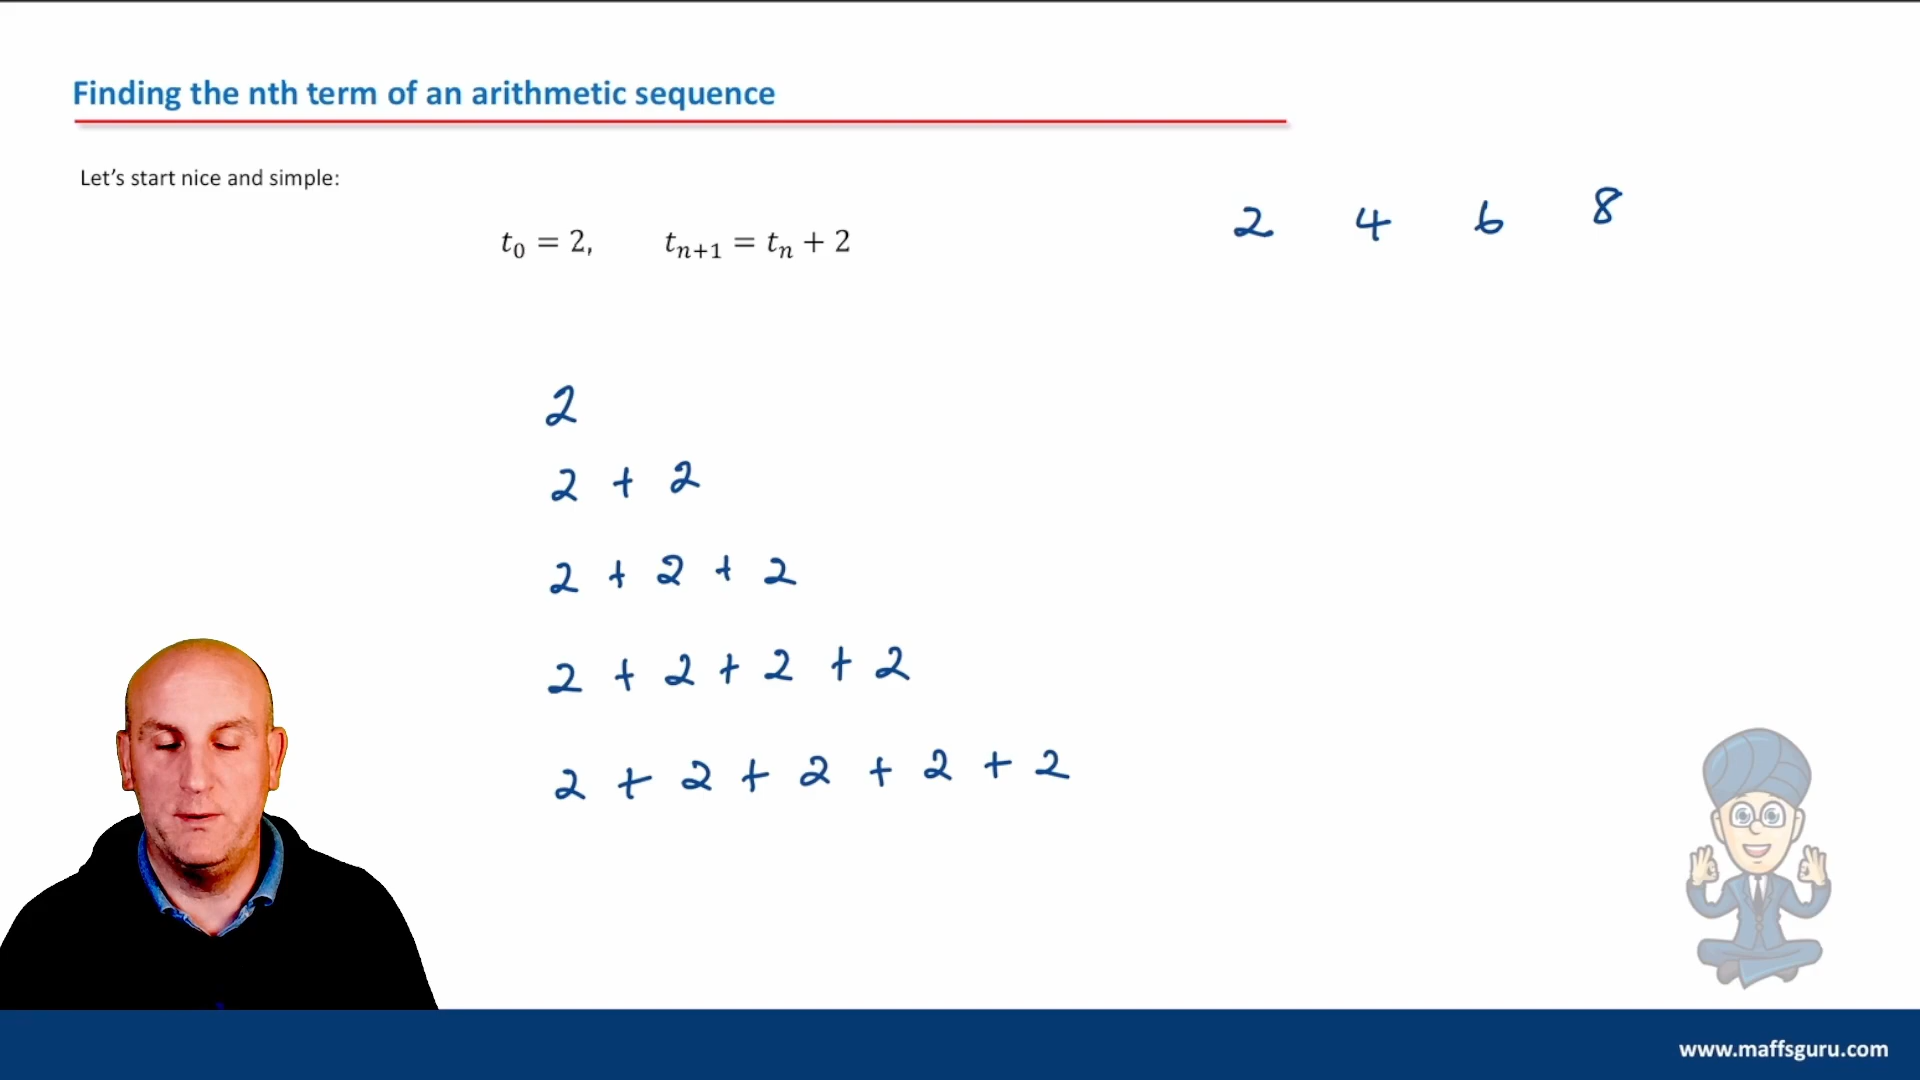 Finding the nth term of an arithmetic sequence
Let's start nice and simple:
2 4 6 8
t₀ = 2, tₙ₊₁ = tₙ + 2
2
2 + 2
2 + 2 + 2
2 + 2 + 2 + 2
2 + 2 + 2 + 2 + 2
www.maffsguru.com